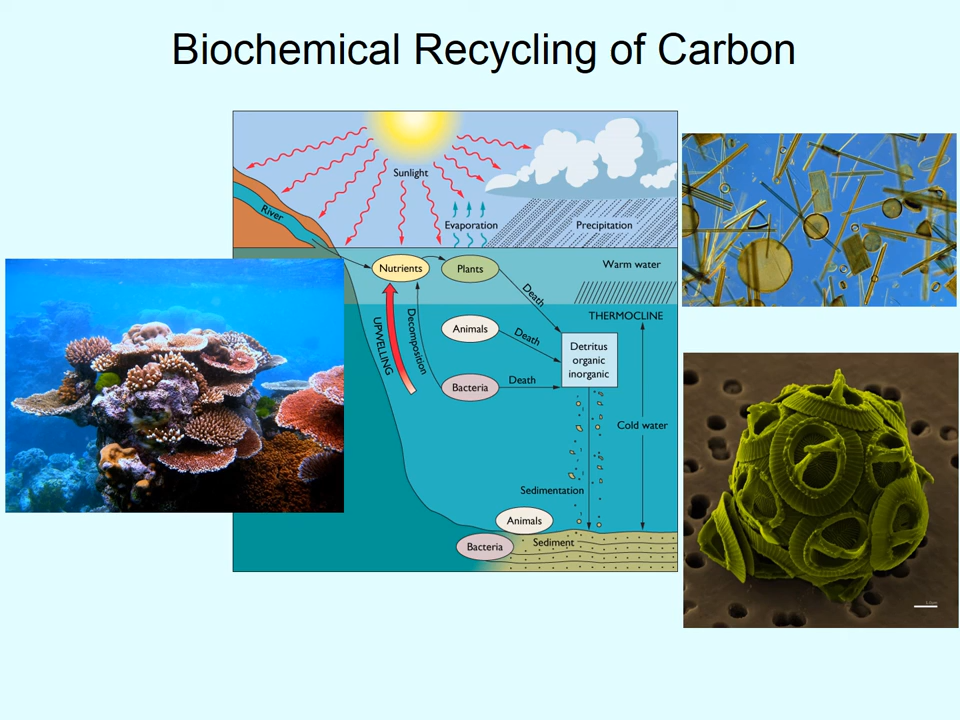 Biochemical Recycling of Carbon
Sunlight
River
Evaporation
Precipitation
Nutrients
Plants
Warm water
Death
THERMOCLINE
UPWELLING
Decomposition
Animals
Death
Detritus
organic
inorganic
Bacteria
Death
Cold water
Sedimentation
Animals
Bacteria
Sediment